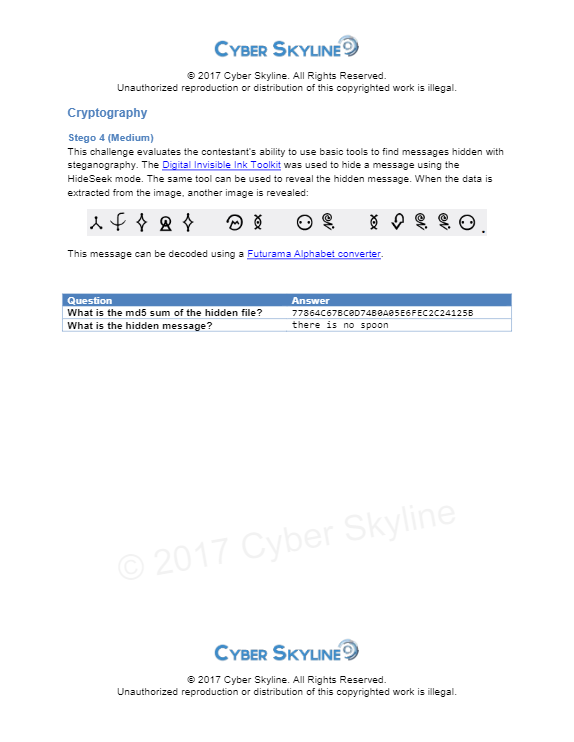 CYBER SKYLINE
© 2017 Cyber Skyline. All Rights Reserved.
Unauthorized reproduction or distribution of this copyrighted work is illegal.
Cryptography
Stego 4 (Medium)
This challenge evaluates the contestant's ability to use basic tools to find messages hidden with
steganography. The Digital Invisible Ink Toolkit was used to hide a message using the
HideSeek mode. The same tool can be used to reveal the hidden message. When the data is
extracted from the image, another image is revealed:
.
This message can be decoded using a Futurama Alphabet converter.
Question Answer
What is the md5 sum of the hidden file? 77864C67BC0D74B0A05E6FEC2C24125B
What is the hidden message? there is no spoon
© 2017 Cyber Skyline
CYBER SKYLINE
© 2017 Cyber Skyline. All Rights Reserved.
Unauthorized reproduction or distribution of this copyrighted work is illegal.